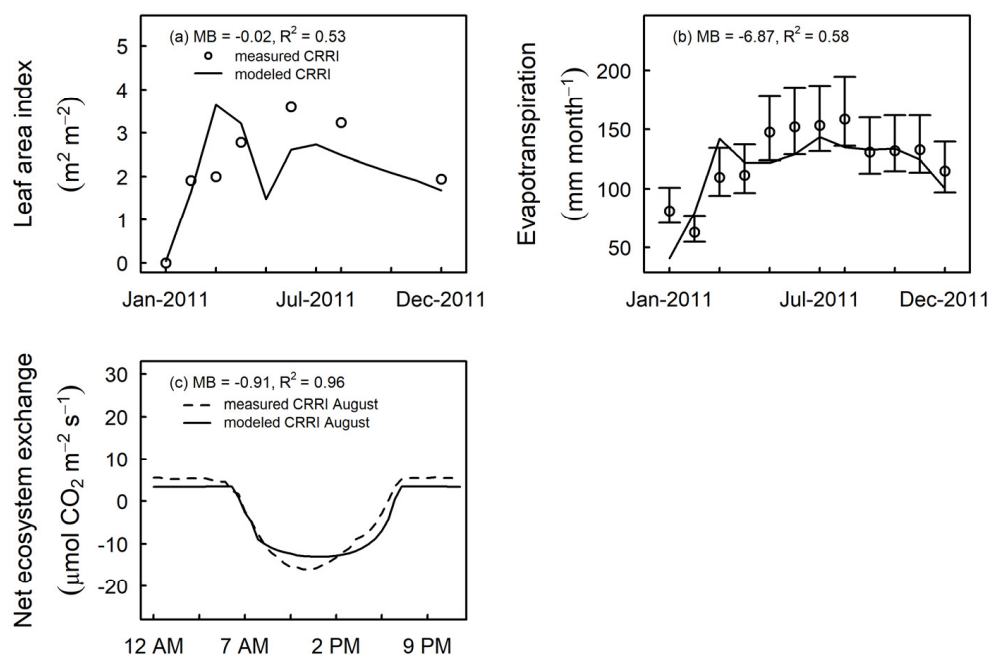 (a) MB = -0.02, R² = 0.53
measured CRRI
modeled CRRI
Leaf area index
(m² m⁻²)
5
4
3
2
1
0
Jan-2011
Jul-2011
Dec-2011
(b) MB = -6.87, R² = 0.58
Evapotranspiration
(mm month⁻¹)
200
150
100
50
Jan-2011
Jul-2011
Dec-2011
(c) MB = -0.91, R² = 0.96
measured CRRI August
modeled CRRI August
Net ecosystem exchange
(μmol CO₂ m⁻² s⁻¹)
30
20
10
0
-10
-20
12 AM
7 AM
2 PM
9 PM